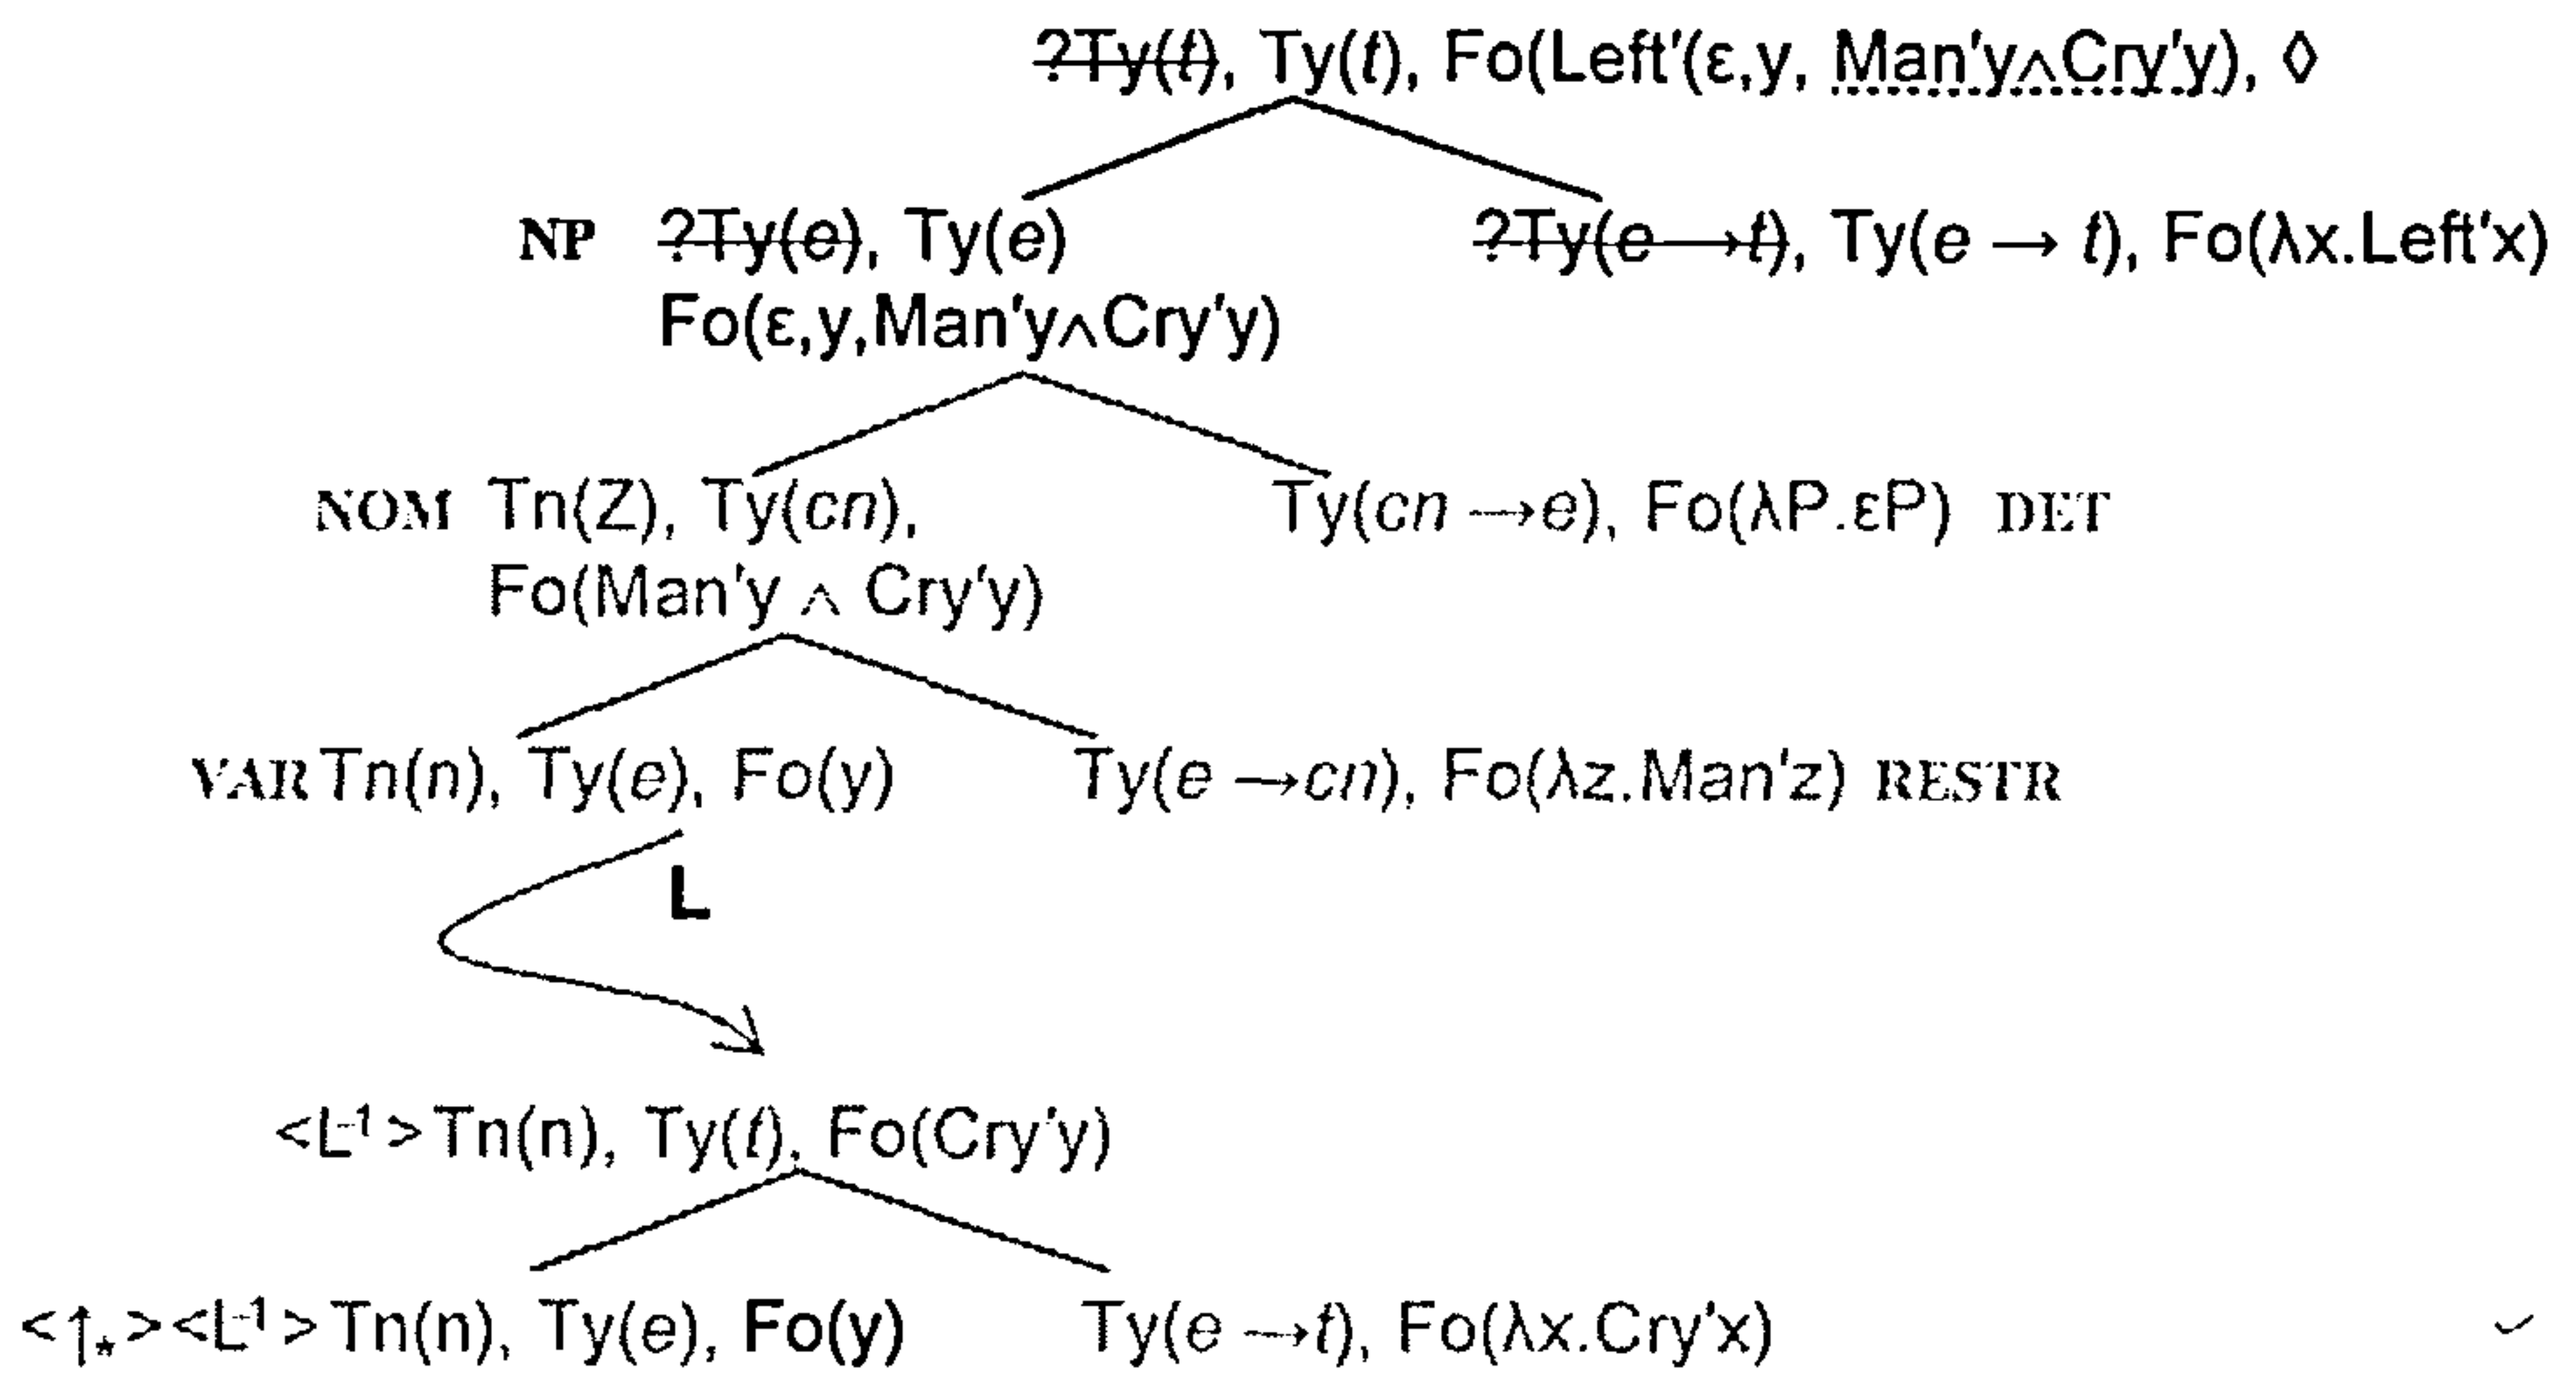 ?Ty(t), Ty(t), Fo(Left'(ε,y, Man'y∧Cry'y), ◊
NP ?Ty(e), Ty(e) ?Ty(e→t), Ty(e → t), Fo(λx.Left'x)
Fo(ε,y,Man'y∧Cry'y)
NOM Tn(Z), Ty(cn), Ty(cn →e), Fo(λP.εP) DET
Fo(Man'y ∧ Cry'y)
VAR Tn(n), Ty(e), Fo(y) Ty(e →cn), Fo(λz.Man'z) RESTR
L
<L⁻¹>Tn(n), Ty(t), Fo(Cry'y)
<↑*><L⁻¹>Tn(n), Ty(e), Fo(y) Ty(e →t), Fo(λx.Cry'x)